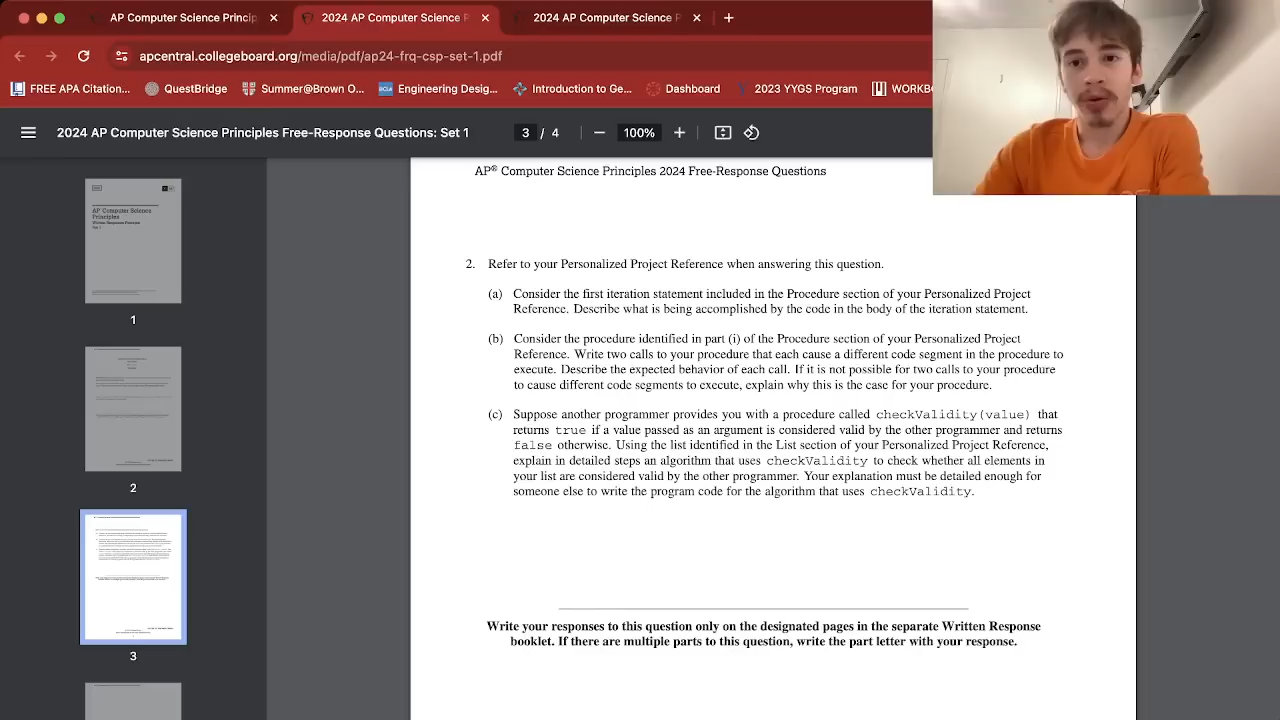 AP Computer Science Princip
2024 AP Computer Science P
2024 AP Computer Science P
apcentral.collegeboard.org/media/pdf/ap24-frq-csp-set-1.pdf
FREE APA Citation... QuestBridge Summer@Brown O... Engineering Desig... Introduction to Ge... Dashboard 2023 YYGS Program WORKBO
2024 AP Computer Science Principles Free-Response Questions: Set 1 3 / 4 100%
AP® Computer Science Principles 2024 Free-Response Questions
AP Computer Science
Principles
1
2
3
2. Refer to your Personalized Project Reference when answering this question.
(a) Consider the first iteration statement included in the Procedure section of your Personalized Project
Reference. Describe what is being accomplished by the code in the body of the iteration statement.
(b) Consider the procedure identified in part (i) of the Procedure section of your Personalized Project
Reference. Write two calls to your procedure that each cause a different code segment in the procedure to
execute. Describe the expected behavior of each call. If it is not possible for two calls to your procedure
to cause different code segments to execute, explain why this is the case for your procedure.
(c) Suppose another programmer provides you with a procedure called checkValidity(value) that
returns true if a value passed as an argument is considered valid by the other programmer and returns
false otherwise. Using the list identified in the List section of your Personalized Project Reference,
explain in detailed steps an algorithm that uses checkValidity to check whether all elements in
your list are considered valid by the other programmer. Your explanation must be detailed enough for
someone else to write the program code for the algorithm that uses checkValidity.
Write your responses to this question only on the designated pages in the separate Written Response
booklet. If there are multiple parts to this question, write the part letter with your response.